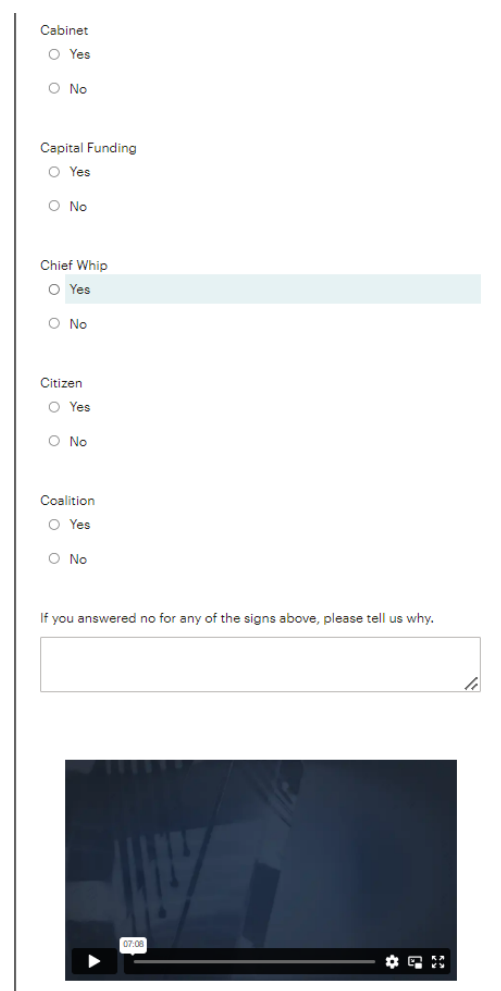 Cabinet
Yes
No
Capital Funding
Yes
No
Chief Whip
Yes
No
Citizen
Yes
No
Coalition
Yes
No
If you answered no for any of the signs above, please tell us why.
07:08